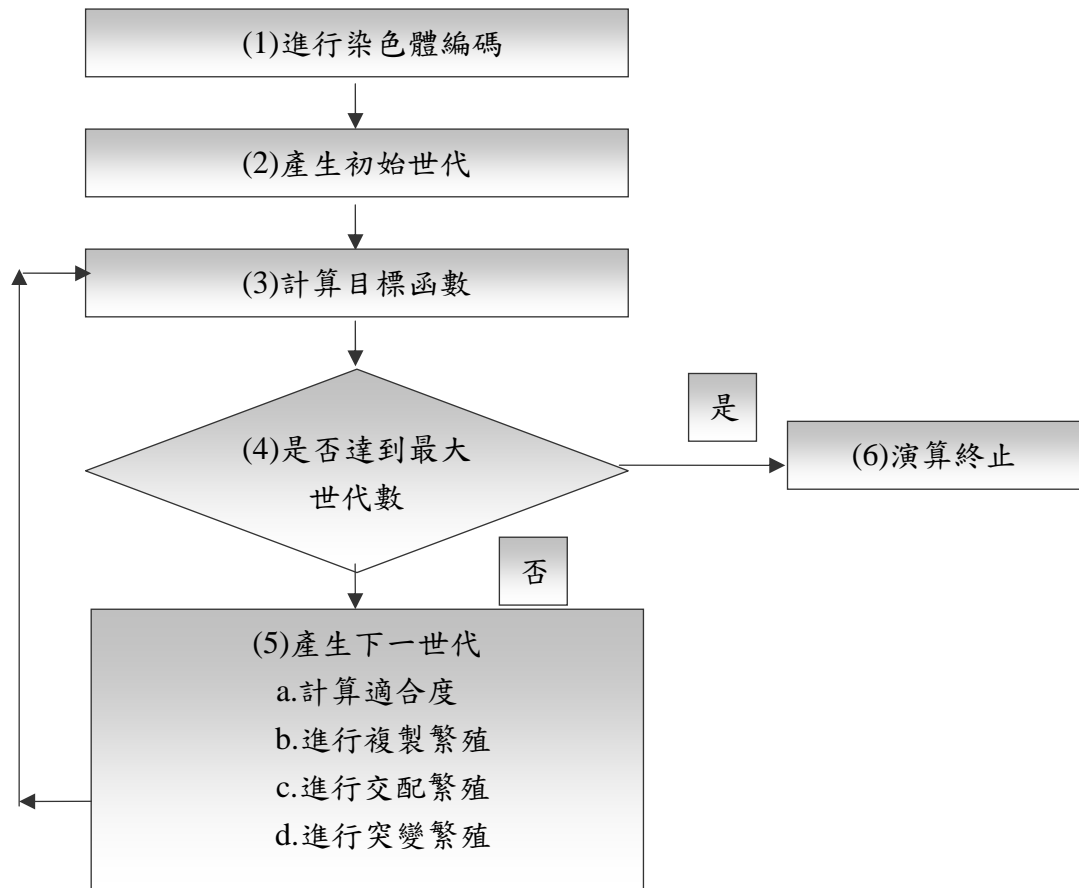 (1)進行染色體編碼
(2)產生初始世代
(3)計算目標函數
(4)是否達到最大
世代數
是
(6)演算終止
否
(5)產生下一世代
a.計算適合度
b.進行複製繁殖
c.進行交配繁殖
d.進行突變繁殖